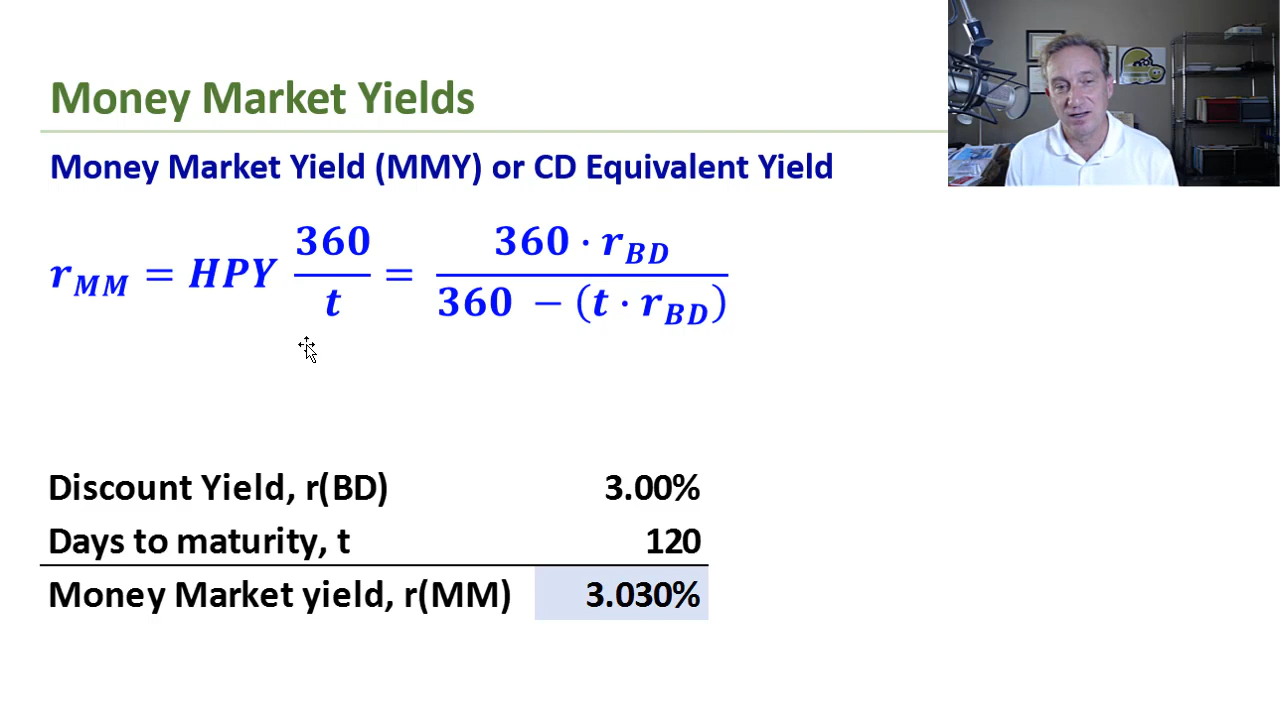 Money Market Yields
Money Market Yield (MMY) or CD Equivalent Yield
r_MM = HPY 360/t = 360 · r_BD / 360 − (t · r_BD)
Discount Yield, r(BD) 3.00%
Days to maturity, t 120
Money Market yield, r(MM) 3.030%